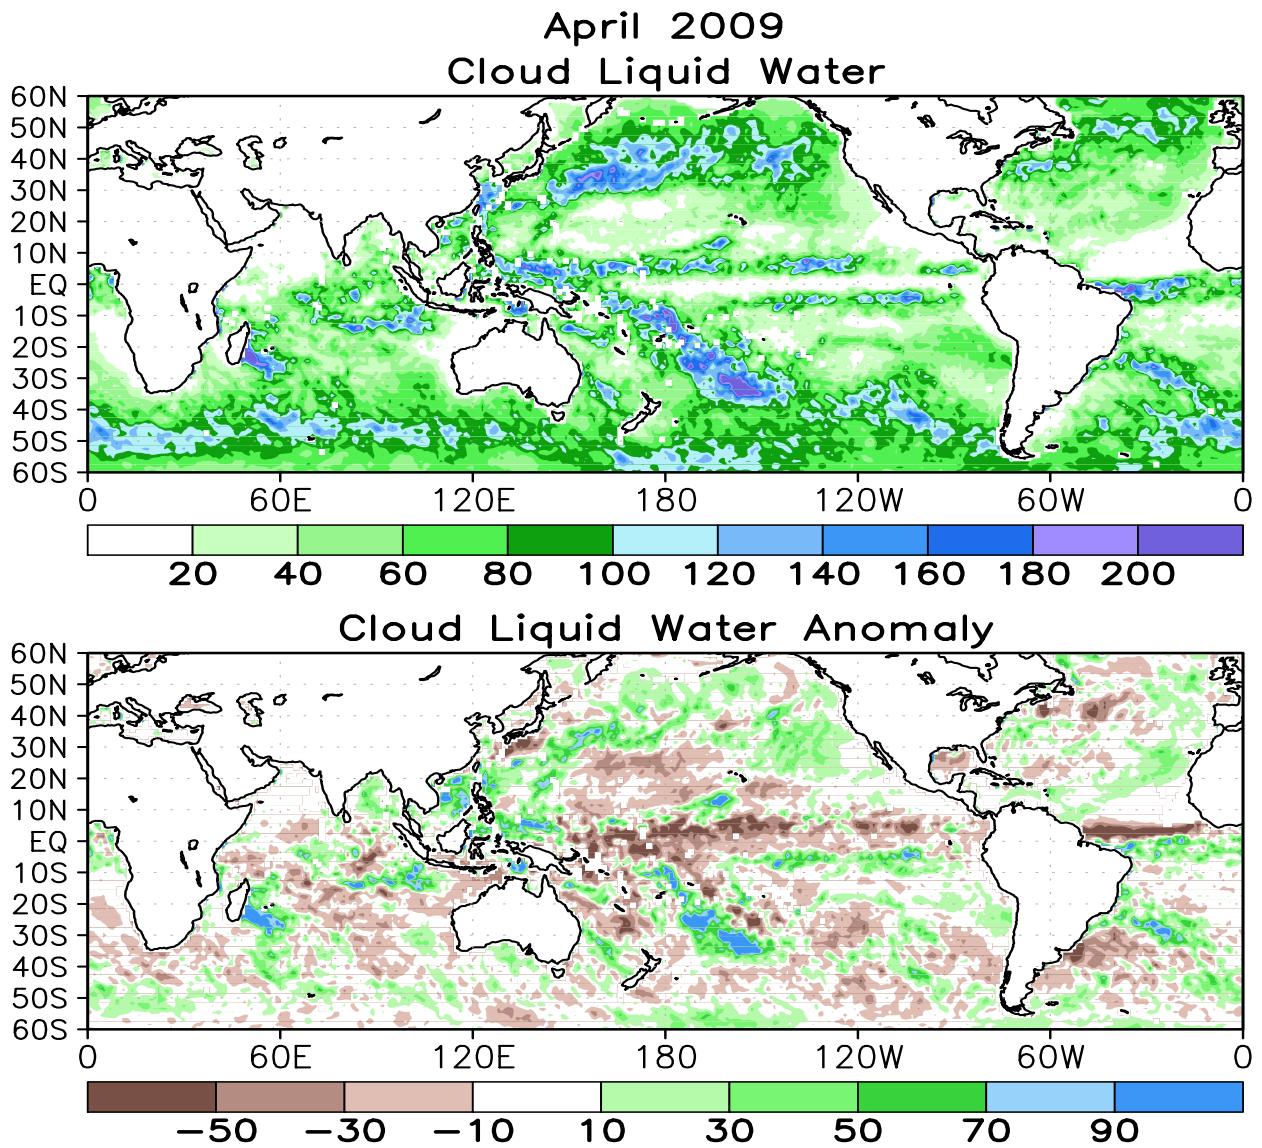 April 2009
Cloud Liquid Water
60N
50N
40N
30N
20N
10N
EQ
10S
20S
30S
40S
50S
60S
0 60E 120E 180 120W 60W 0
20 40 60 80 100 120 140 160 180 200
Cloud Liquid Water Anomaly
60N
50N
40N
30N
20N
10N
EQ
10S
20S
30S
40S
50S
60S
0 60E 120E 180 120W 60W 0
−50 −30 −10 10 30 50 70 90